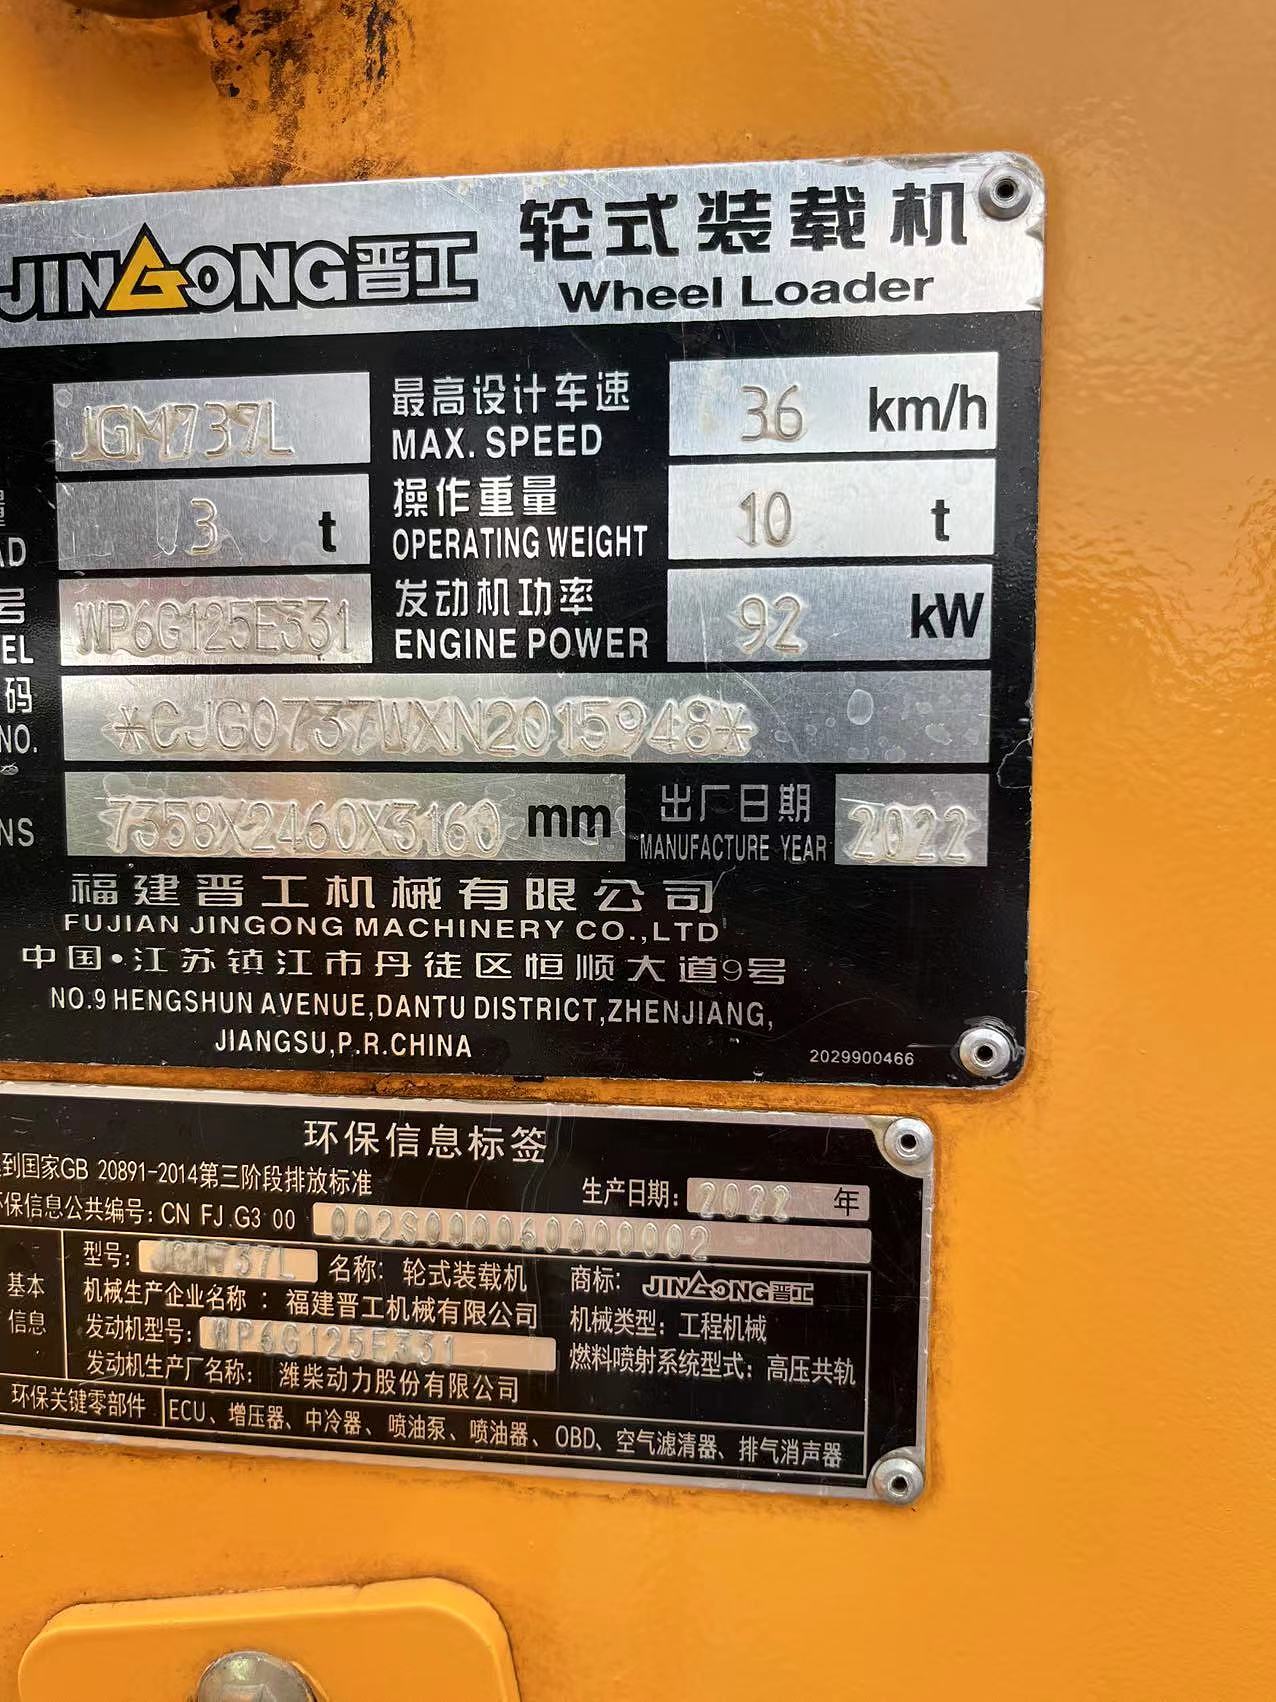 JINGONG晋工 轮式装载机
Wheel Loader
JGM737L 最高设计车速 MAX. SPEED 36 km/h
量 AD 3 t 操作重量 OPERATING WEIGHT 10 t
号 EL WP6G125E331 发动机功率 ENGINE POWER 92 kW
码 NO. *CJG0737WXN2015948*
NS 7358X2460X3160 mm 出厂日期 MANUFACTURE YEAR 2022
福建晋工机械有限公司
FUJIAN JINGONG MACHINERY CO.,LTD
中国·江苏镇江市丹徒区恒顺大道9号
NO.9 HENGSHUN AVENUE,DANTU DISTRICT,ZHENJIANG,
JIANGSU,P.R.CHINA
2029900466
环保信息标签
到国家GB 20891-2014第三阶段排放标准
生产日期: 2022 年
保信息公共编号: CN FJ G3 00 002S000060000002
基本信息
型号: JGM737L 名称: 轮式装载机 商标: JINGONG晋工
机械生产企业名称 : 福建晋工机械有限公司 机械类型: 工程机械
发动机型号: WP6G125E331 燃料喷射系统型式: 高压共轨
发动机生产厂名称: 潍柴动力股份有限公司
环保关键零部件 ECU、增压器、中冷器、喷油泵、喷油器、OBD、空气滤清器、排气消声器